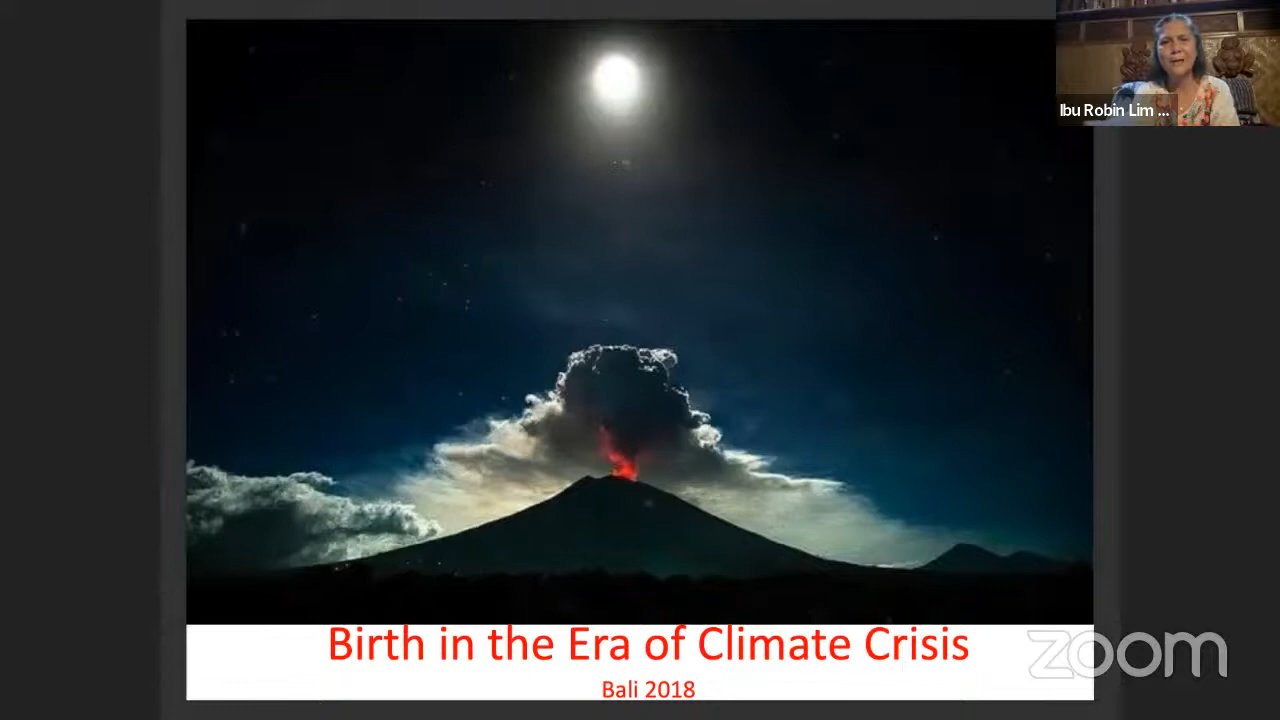 Ibu Robin Lim ...
Birth in the Era of Climate Crisis
Bali 2018
zoom